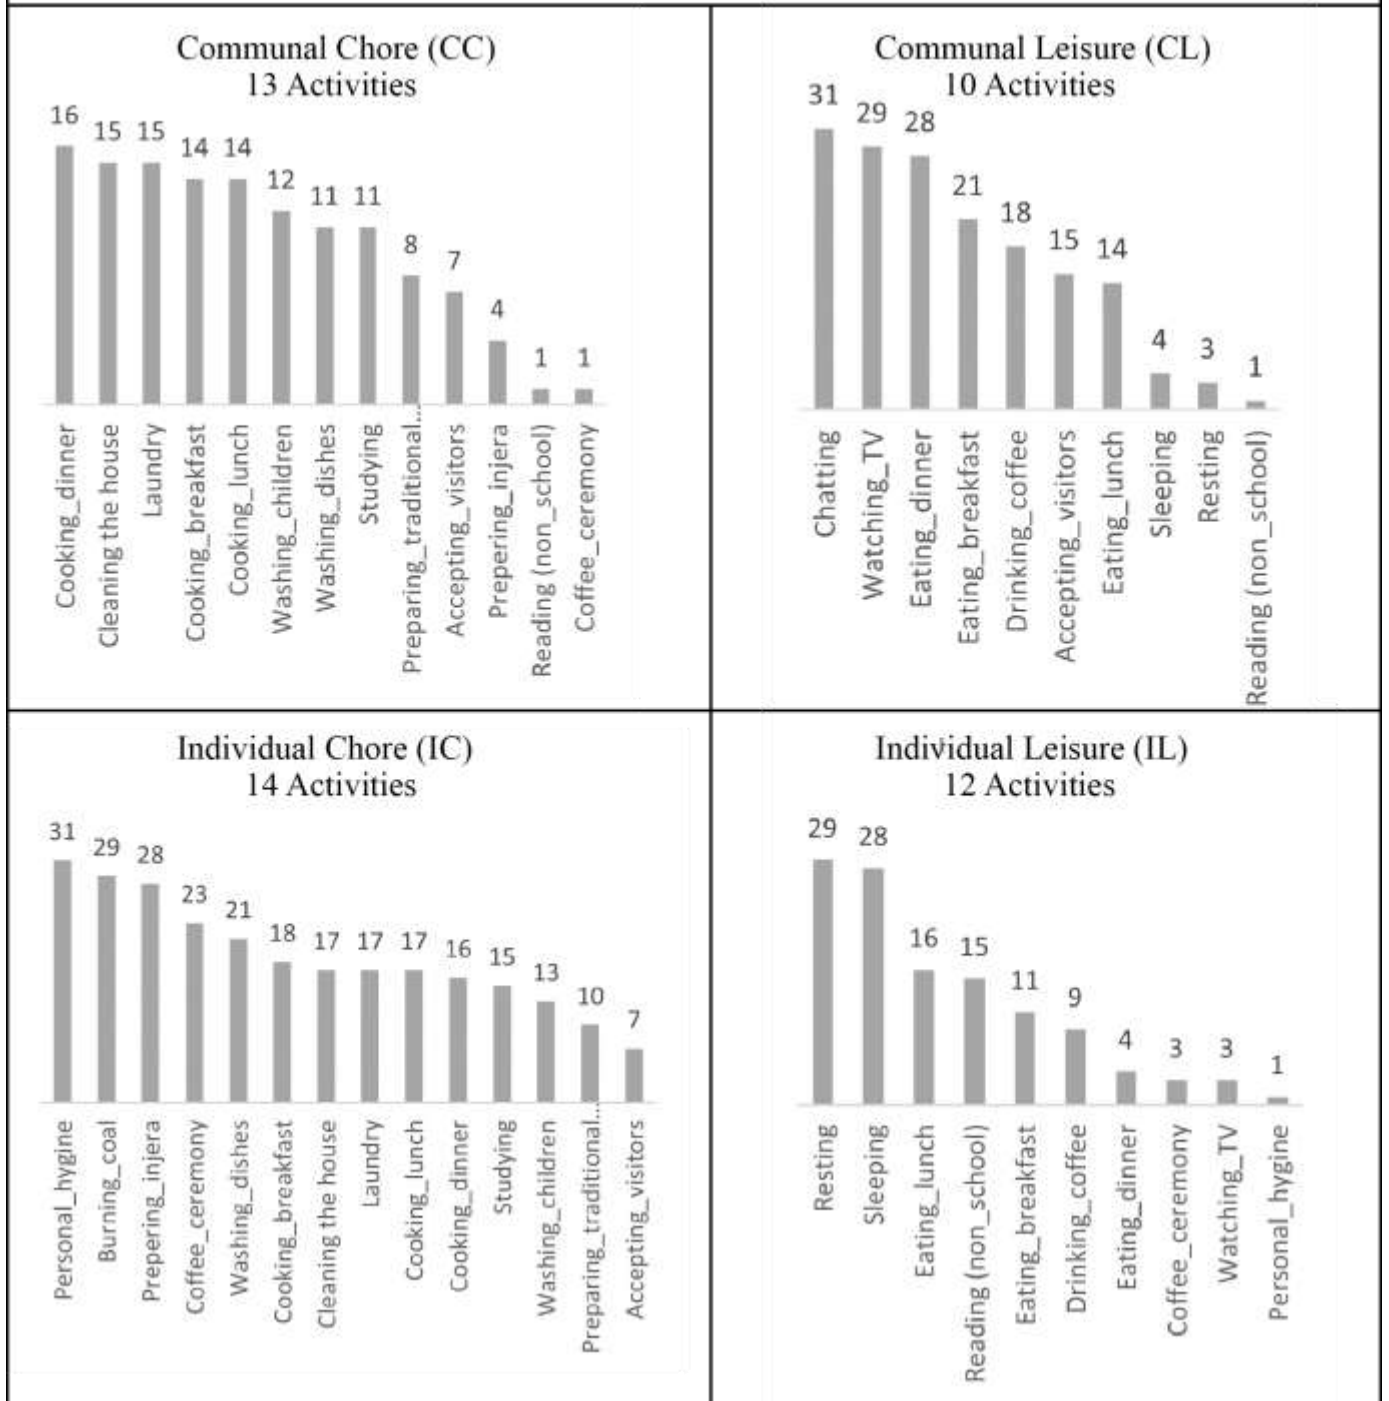 Communal Chore (CC)
13 Activities
16
15
15
14
14
12
11
11
8
7
4
1
1
Cooking_dinner
Cleaning the house
Laundry
Cooking_breakfast
Cooking_lunch
Washing_children
Washing_dishes
Studying
Preparing_traditional...
Accepting_visitors
Prepering_injera
Reading (non_school)
Coffee_ceremony
Communal Leisure (CL)
10 Activities
31
29
28
21
18
15
14
4
3
1
Chatting
Watching_TV
Eating_dinner
Eating_breakfast
Drinking_coffee
Accepting_visitors
Eating_lunch
Sleeping
Resting
Reading (non_school)
Individual Chore (IC)
14 Activities
31
29
28
23
21
18
17
17
17
16
15
13
10
7
Personal_hygine
Burning_coal
Prepering_injera
Coffee_ceremony
Washing_dishes
Cooking_breakfast
Cleaning the house
Laundry
Cooking_lunch
Cooking_dinner
Studying
Washing_children
Preparing_traditional...
Accepting_visitors
Individual Leisure (IL)
12 Activities
29
28
16
15
11
9
4
3
3
1
Resting
Sleeping
Eating_lunch
Reading (non_school)
Eating_breakfast
Drinking_coffee
Eating_dinner
Coffee_ceremony
Watching_TV
Personal_hygine